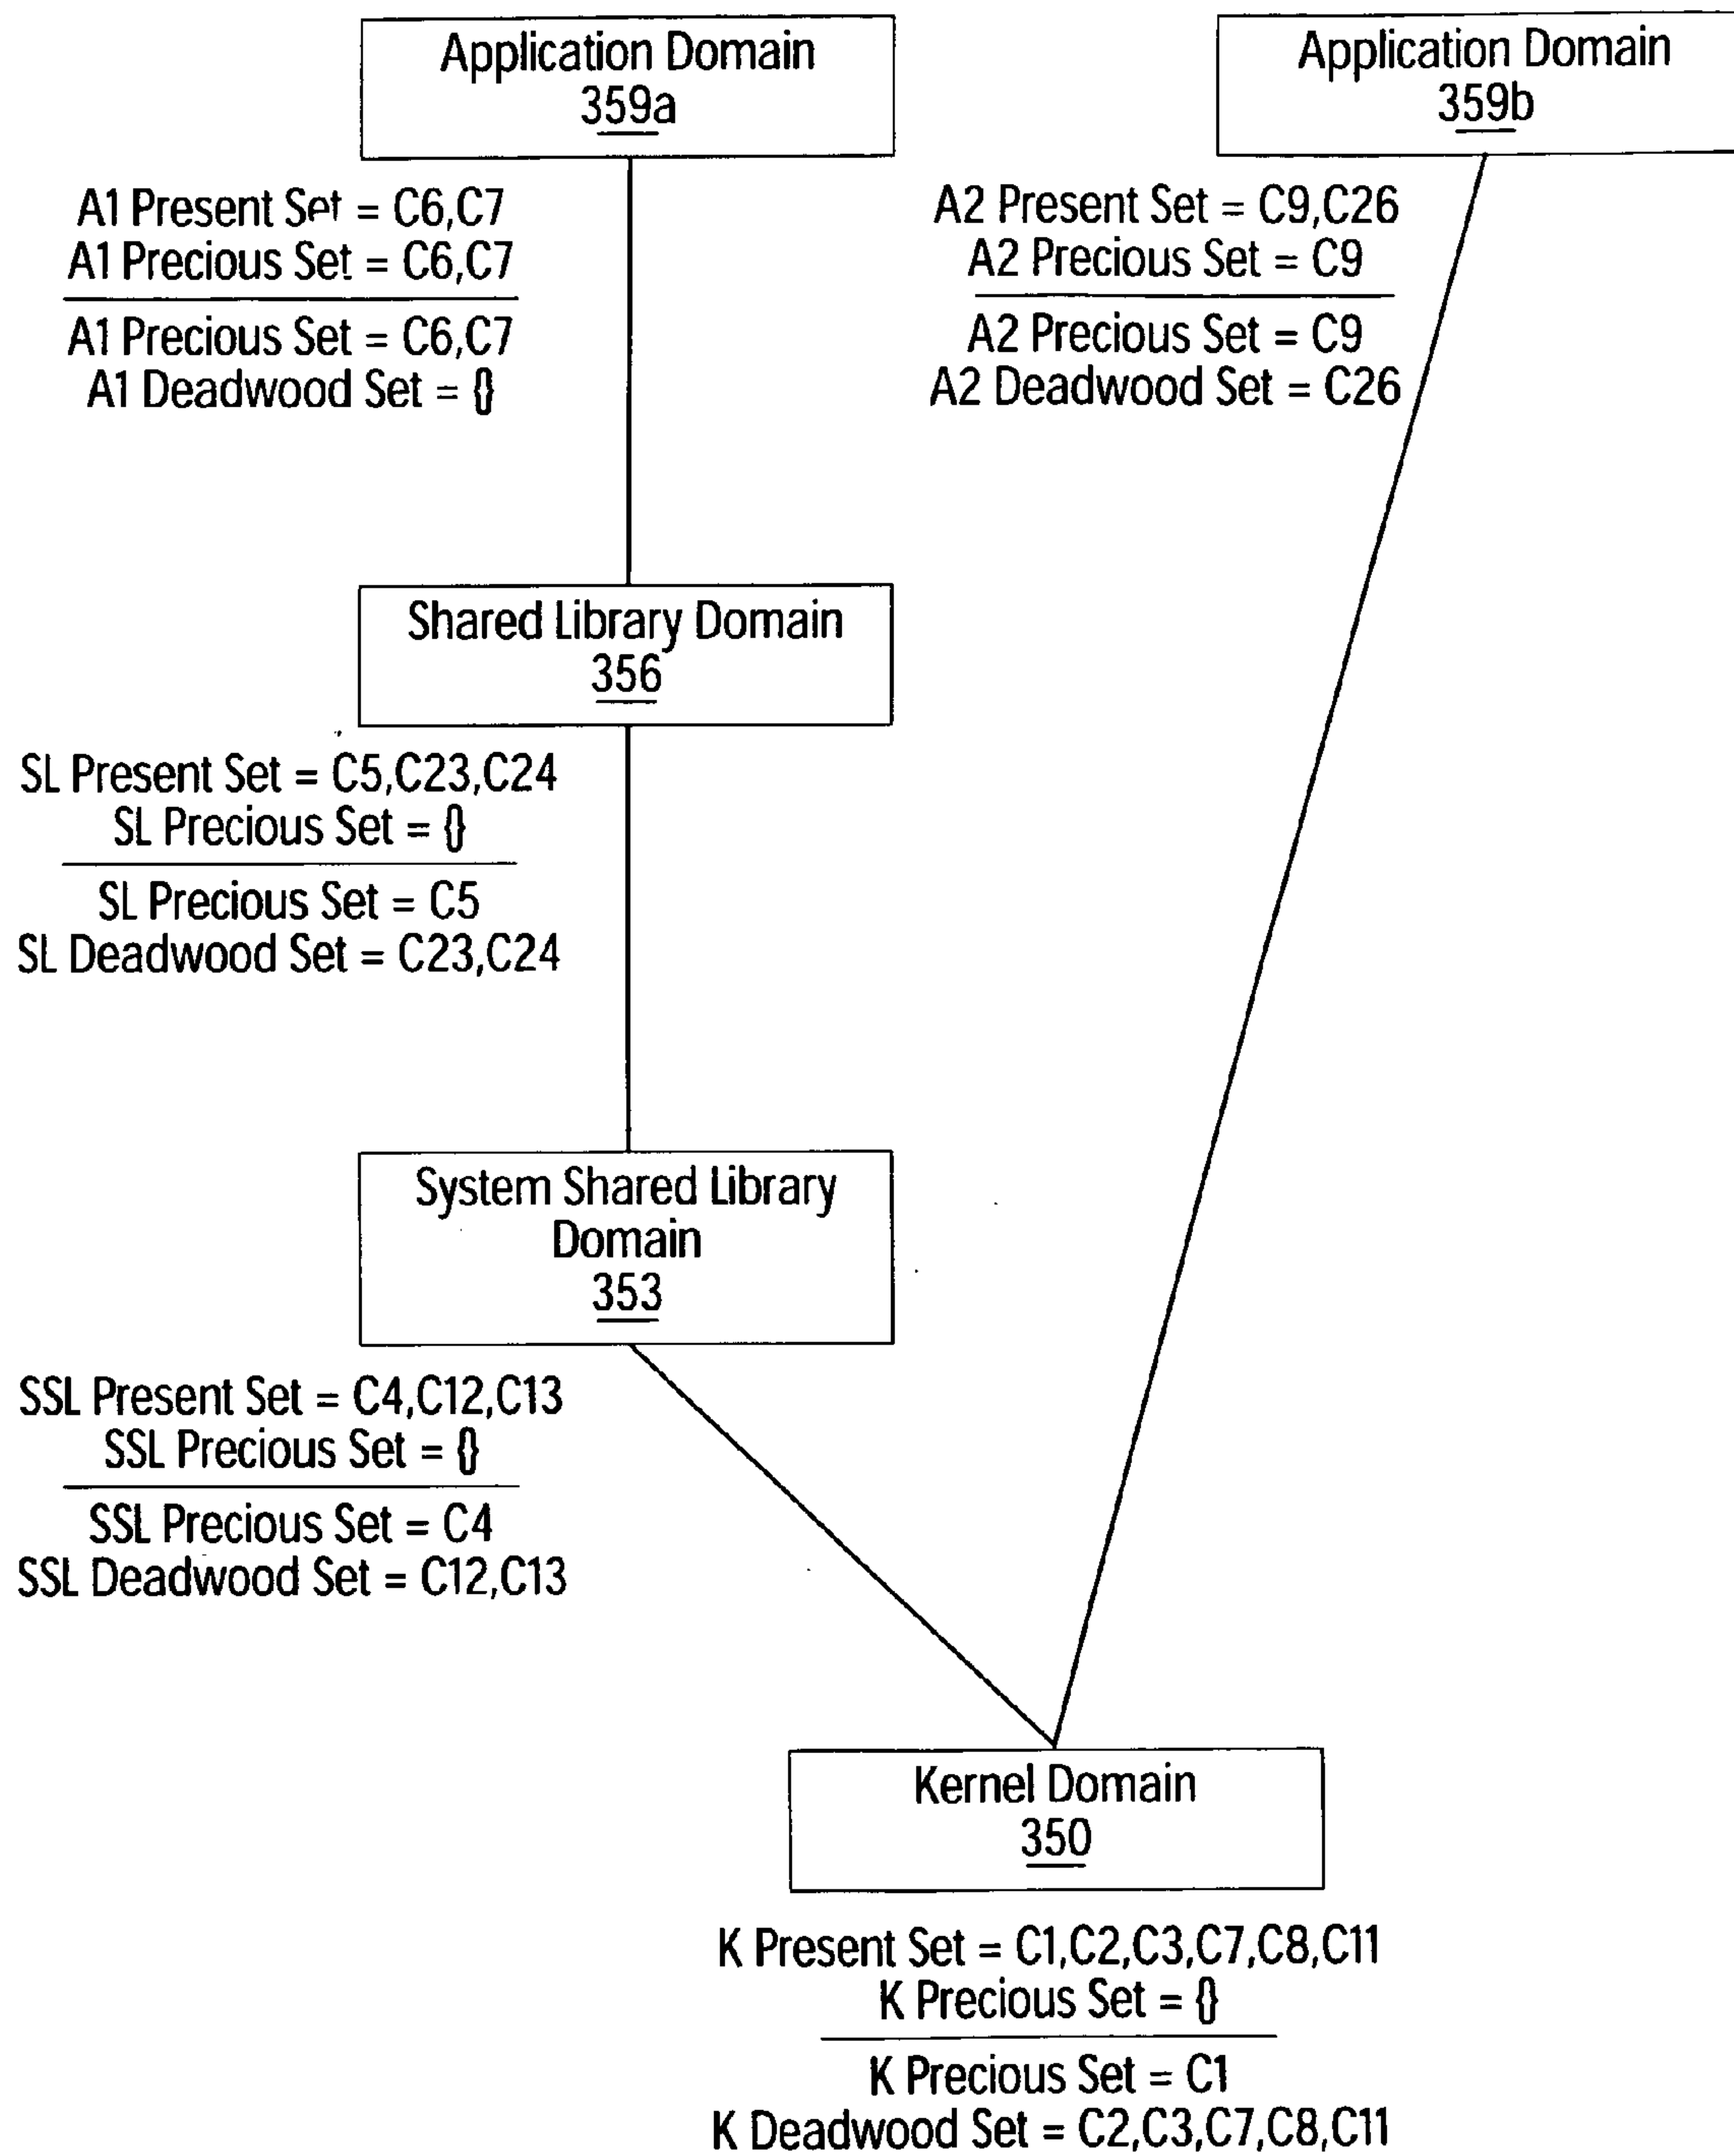 Application Domain
359a
Application Domain
359b
A1 Present Set = C6,C7
A1 Precious Set = C6,C7
A1 Precious Set = C6,C7
A1 Deadwood Set = {}
A2 Present Set = C9,C26
A2 Precious Set = C9
A2 Precious Set = C9
A2 Deadwood Set = C26
Shared Library Domain
356
SL Present Set = C5,C23,C24
SL Precious Set = {}
SL Precious Set = C5
SL Deadwood Set = C23,C24
System Shared Library
Domain
353
SSL Present Set = C4,C12,C13
SSL Precious Set = {}
SSL Precious Set = C4
SSL Deadwood Set = C12,C13
Kernel Domain
350
K Present Set = C1,C2,C3,C7,C8,C11
K Precious Set = {}
K Precious Set = C1
K Deadwood Set = C2,C3,C7,C8,C11